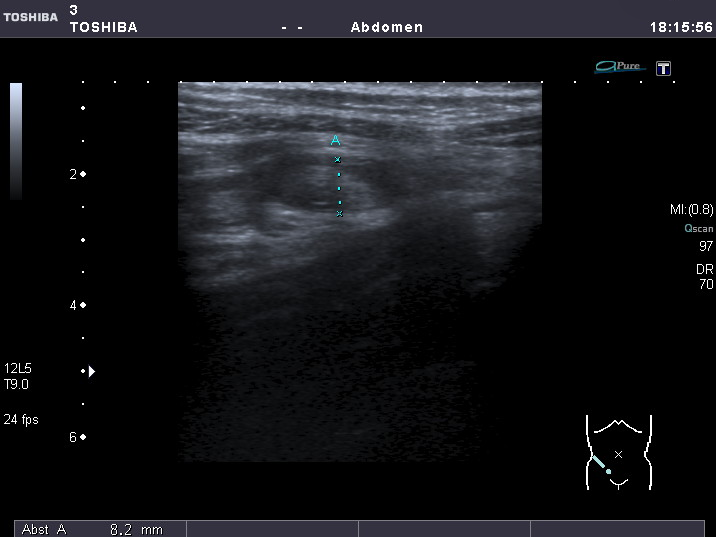 TOSHIBA
3
TOSHIBA
- -
Abdomen
18:15:56
aPure
T
A
2
4
6
MI:(0.8)
Qscan
97
DR
70
12L5
T9.0
24 fps
Abst A 8.2 mm